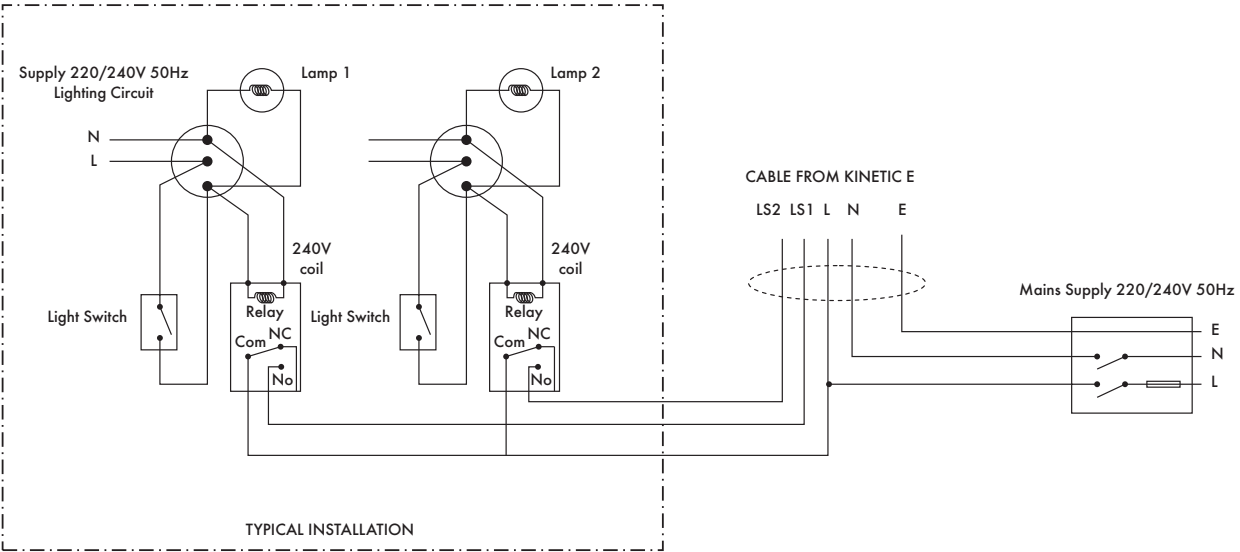 Supply 220/240V 50Hz
Lighting Circuit
Lamp 1
Lamp 2
N
L
CABLE FROM KINETIC E
LS2 LS1 L N E
240V
coil
240V
coil
Mains Supply 220/240V 50Hz
Light Switch
Relay
Com
NC
No
Light Switch
Relay
Com
NC
No
E
N
L
TYPICAL INSTALLATION